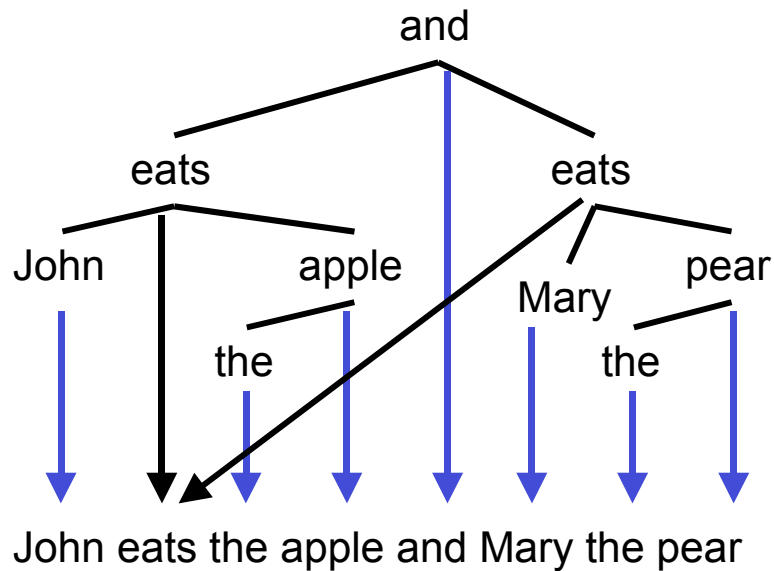 and
eats eats
John apple Mary pear
the the
John eats the apple and Mary the pear